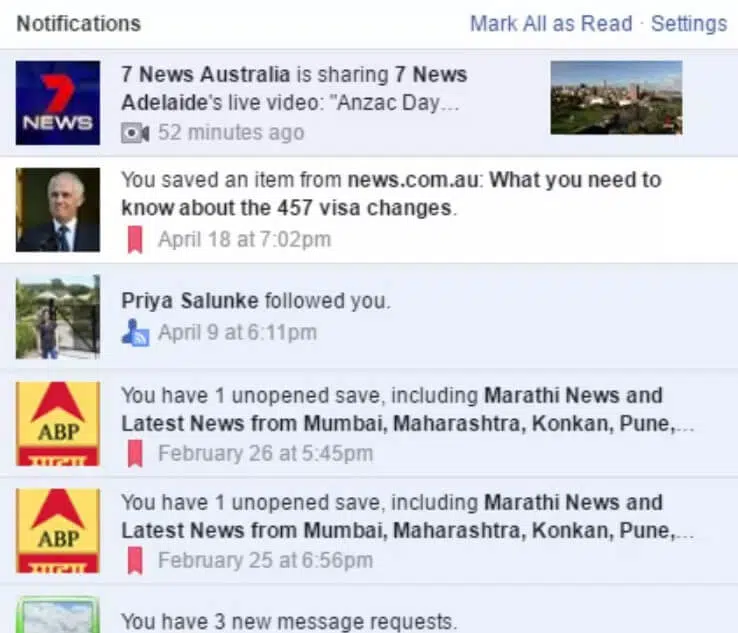 Notifications
Mark All as Read · Settings
7 NEWS
7 News Australia is sharing 7 News
Adelaide's live video: "Anzac Day...
52 minutes ago
You saved an item from news.com.au: What you need to
know about the 457 visa changes.
April 18 at 7:02pm
Priya Salunke followed you.
April 9 at 6:11pm
ABP
माझा
You have 1 unopened save, including Marathi News and
Latest News from Mumbai, Maharashtra, Konkan, Pune,...
February 26 at 5:45pm
ABP
You have 1 unopened save, including Marathi News and
Latest News from Mumbai, Maharashtra, Konkan, Pune,...
February 25 at 6:56pm
You have 3 new message requests.